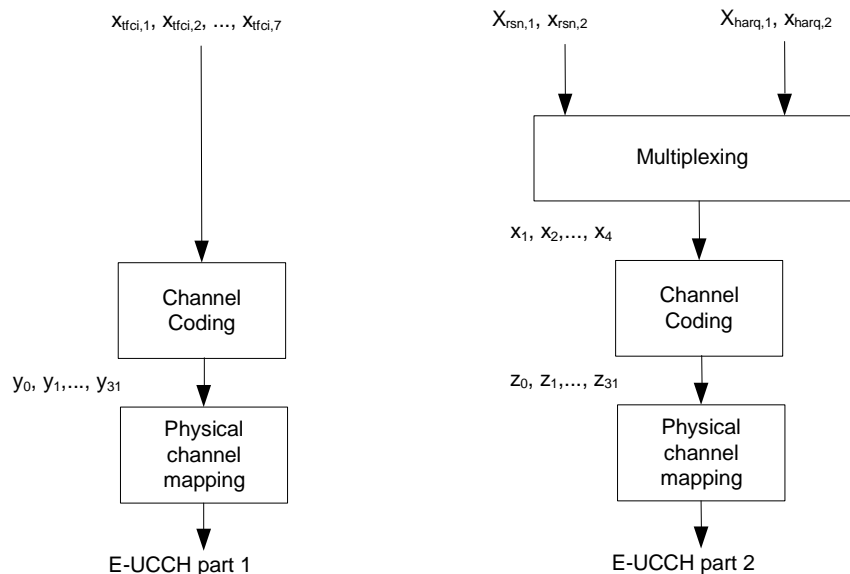 x_tfci,1, x_tfci,2, ..., x_tfci,7
Channel
Coding
y_0, y_1,..., y_31
Physical
channel
mapping
E-UCCH part 1
X_rsn,1, x_rsn,2
X_harq,1, x_harq,2
Multiplexing
x_1, x_2,..., x_4
Channel
Coding
z_0, z_1,..., z_31
Physical
channel
mapping
E-UCCH part 2